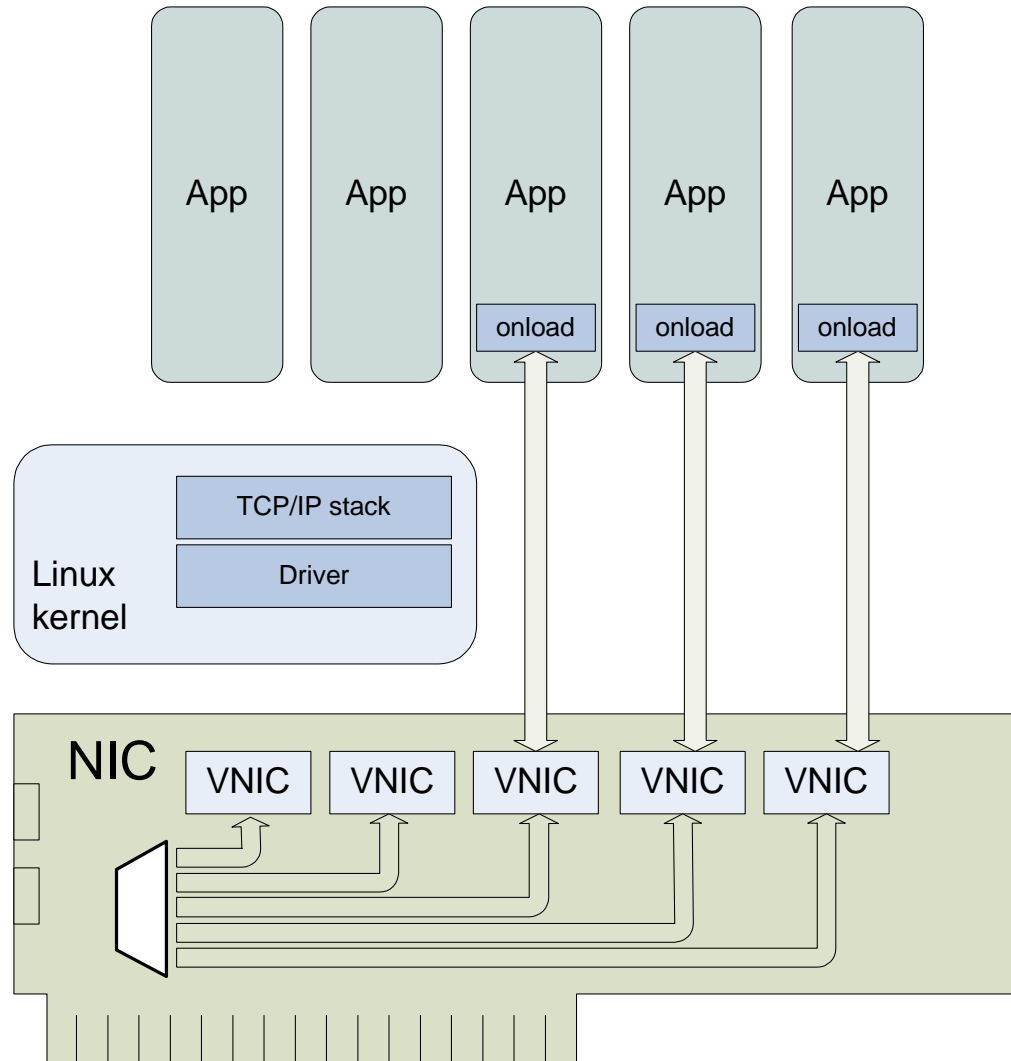 App
App
App
App
App
onload
onload
onload
TCP/IP stack
Driver
Linux
kernel
NIC
VNIC
VNIC
VNIC
VNIC
VNIC